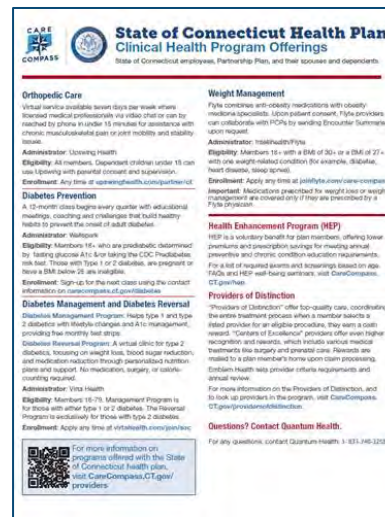 CARE
COMPASS
State of Connecticut Health Plan
Clinical Health Program Offerings
State of Connecticut employees, Partnership Plan, and their spouses and dependents.
Orthopedic Care
Virtual service available seven days per week where
licensed medical professionals via video chat or can by
reached by phone in under 15 minutes for assistance with
chronic musculoskeletal pain or joint mobility and stability
issues.
Administrator: Upswing Health
Eligibility: All members. Dependent children under 18 can
use Upswing with parental consent and supervision.
Enrollment: Any time at upswinghealth.com/partner/ct
Diabetes Prevention
A 12-month class begins every quarter with educational
meetings, coaching and challenges that build healthy
habits to prevent the onset of adult diabetes.
Administrator: Wellspark
Eligibility: Members 18+ who are prediabetic determined
by fasting glucose A1c &/or taking the CDC Prediabetes
risk test. Those with Type 1 or 2 diabetes, are pregnant or
have a BMI below 25 are ineligible.
Enrollment: Sign-up for the next class using the contact
information on carecompass.ct.gov/diabetes
Diabetes Management and Diabetes Reversal
Diabetes Management Program: Helps type 1 and type
2 diabetics with lifestyle changes and A1c management,
providing free monthly test strips.
Diabetes Reversal Program: A virtual clinic for type 2
diabetics, focusing on weight loss, blood sugar reduction,
and medication reduction through personalized nutrition
plans and support. No medication, surgery, or calorie-
counting required.
Administrator: Virta Health
Eligibility: Members 18-79. Management Program is
for those with either type 1 or 2 diabetes. The Reversal
Program is exclusively for those with type 2 diabetes.
Enrollment: Apply any time at virtahealth.com/join/soc
For more information on
programs offered with the State
of Connecticut health plan,
visit CareCompass.CT.gov/
providers
Weight Management
Flyte combines anti-obesity medications with obesity
medicine specialists. Upon patient consent, Flyte providers
can collaborate with PCPs by sending Encounter Summaries
upon request.
Administrator: Intellihealth/Flyte
Eligibility: Members 18+ with a BMI of 30+ or a BMI of 27+
with one weight-related condition (for example, diabetes,
heart disease, sleep apnea).
Enrollment: Apply any time at joinflyte.com/care-compass
Important: Medications prescribed for weight loss or weight
management are covered only if they are prescribed by a
Flyte physician.
Health Enhancement Program (HEP)
HEP is a voluntary benefit for plan members, offering lower
premiums and prescription savings for meeting annual
preventive and chronic condition education requirements.
For a list of required exams and screenings based on age,
FAQs and HEP well-being seminars, visit CareCompass.
CT.gov/hep
Providers of Distinction
"Providers of Distinction" offer top-quality care, coordinating
the entire treatment process when a member selects a
listed provider for an eligible procedure, they earn a cash
reward. "Centers of Excellence" providers offer even higher
recognition and rewards, which include various medical
treatments like surgery and prenatal care. Rewards are
mailed to a plan member's home upon claim processing.
Emblem Health help provider criteria requirements and
annual review.
For more information on the Providers of Distinction, and
to look up providers in the program, visit CareCompass.
CT.gov/providersofdistinction
Questions? Contact Quantum Health.
For any questions, contact Quantum Health: